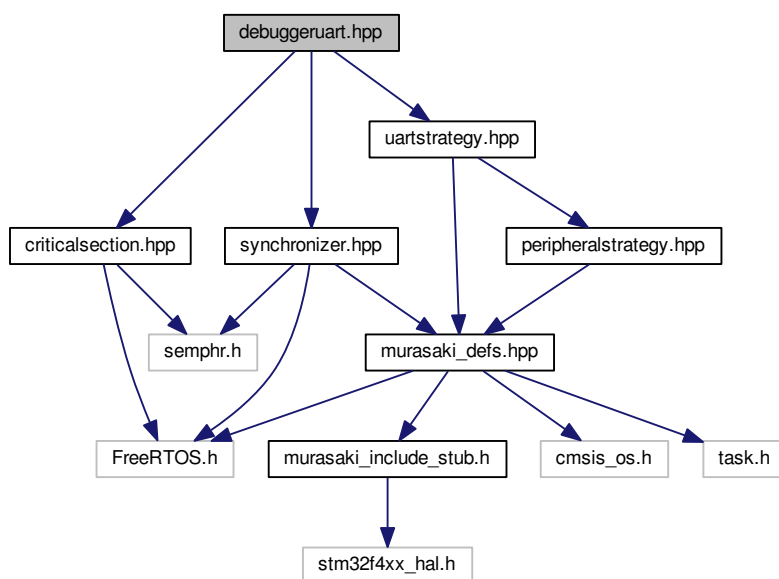 debuggeruart.hpp
uartstrategy.hpp
criticalsection.hpp
synchronizer.hpp
peripheralstrategy.hpp
semphr.h
murasaki_defs.hpp
FreeRTOS.h
murasaki_include_stub.h
cmsis_os.h
task.h
stm32f4xx_hal.h